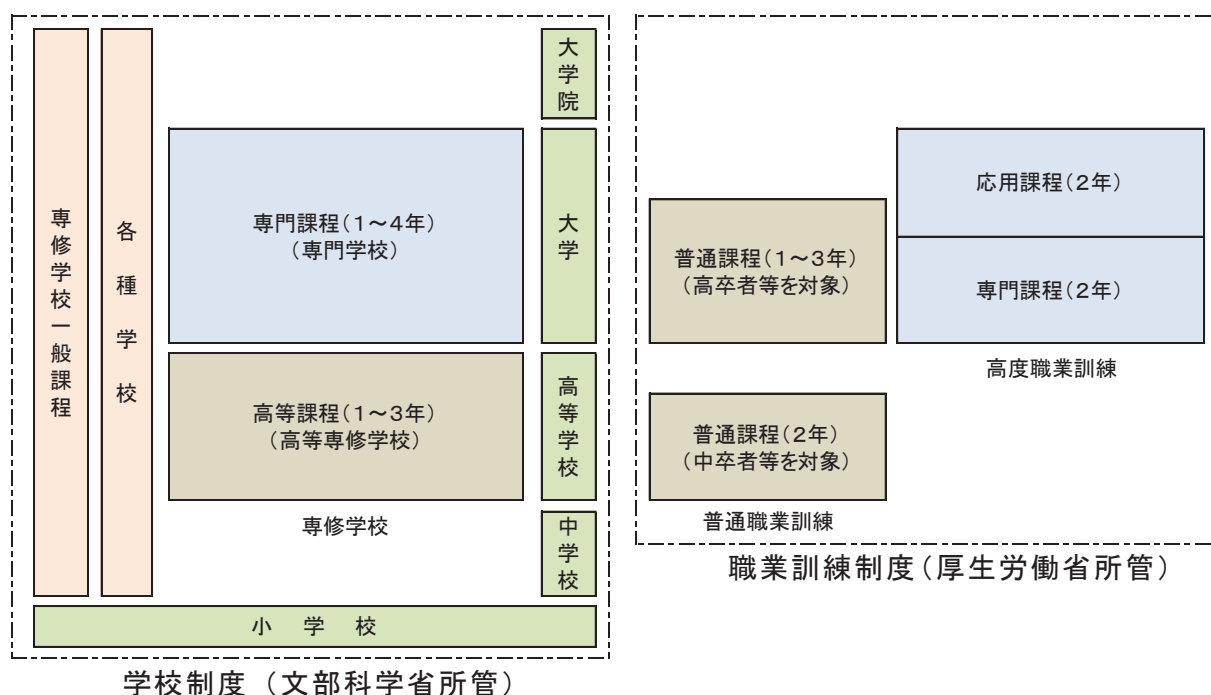 専修学校一般課程
各種学校
専門課程(1〜4年)
(専門学校)
高等課程(1〜3年)
(高等専修学校)
専修学校
大学院
大学
高等学校
中学校
小学校
学校制度(文部科学省所管)
普通課程(1〜3年)
(高卒者等を対象)
普通課程(2年)
(中卒者等を対象)
普通職業訓練
応用課程(2年)
専門課程(2年)
高度職業訓練
職業訓練制度(厚生労働省所管)